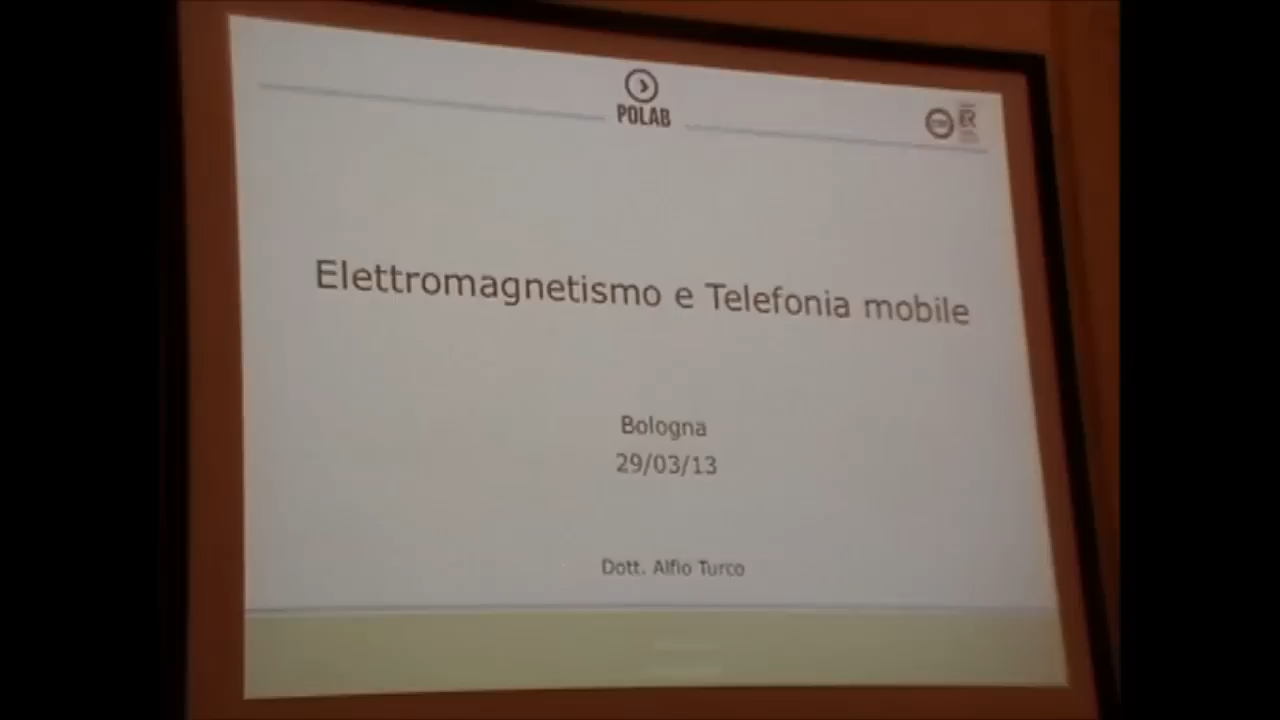 POLAB
Elettromagnetismo e Telefonia mobile
Bologna
29/03/13
Dott. Alfio Turco